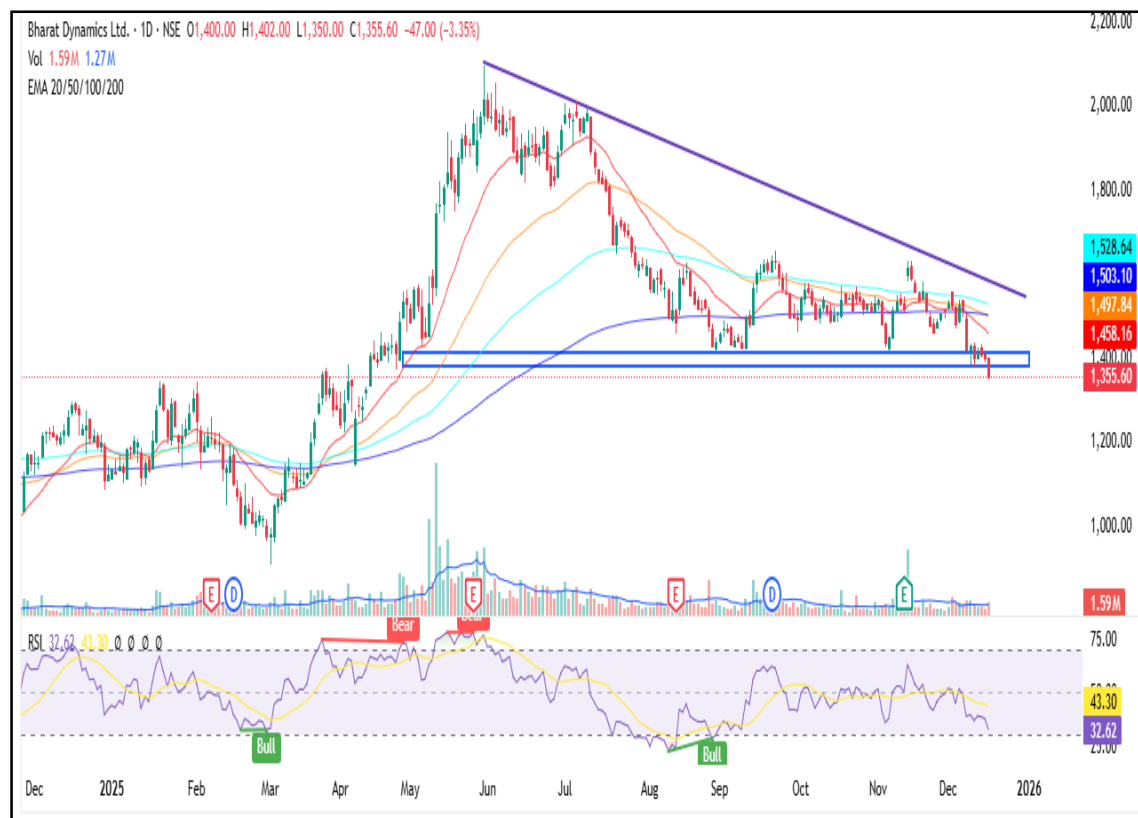 Bharat Dynamics Ltd. · 1D · NSE O1,400.00 H1,402.00 L1,350.00 C1,355.60 −47.00 (−3.35%)
Vol 1.59M 1.27M
EMA 20/50/100/200
2,200.00
2,000.00
1,800.00
1,528.64
1,503.10
1,497.84
1,458.16
1,400.00
1,355.60
1,200.00
1,000.00
E D E E D E
1.59M
RSI 32.62 43.30 Ø Ø Ø Ø
Bear
Bear
Bull
Bull
75.00
50.00
43.30
32.62
25.00
Dec 2025 Feb Mar Apr May Jun Jul Aug Sep Oct Nov Dec 2026